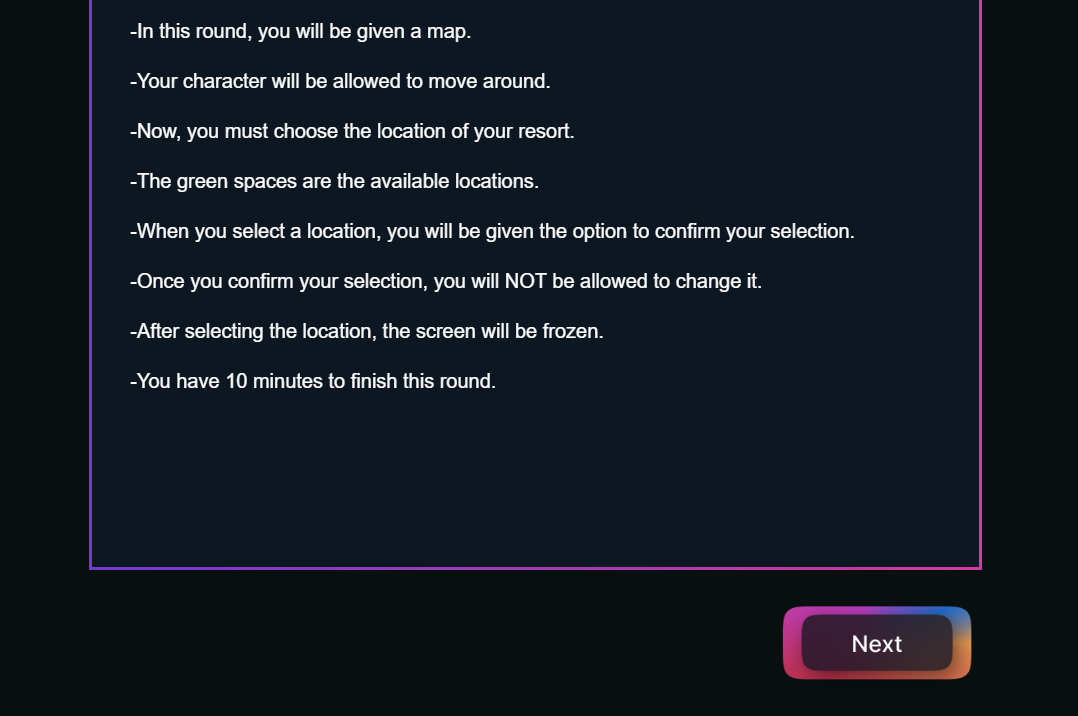 -In this round, you will be given a map.
-Your character will be allowed to move around.
-Now, you must choose the location of your resort.
-The green spaces are the available locations.
-When you select a location, you will be given the option to confirm your selection.
-Once you confirm your selection, you will NOT be allowed to change it.
-After selecting the location, the screen will be frozen.
-You have 10 minutes to finish this round.
Next